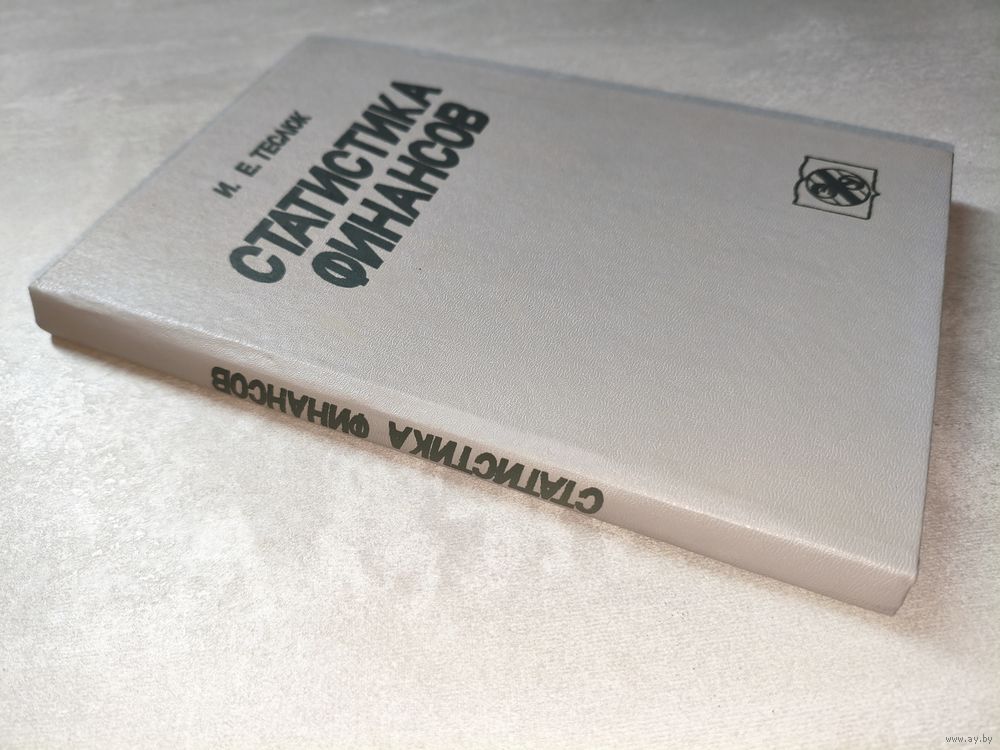 И. Е. ТЕСЛЮК
СТАТИСТИКА
ФИНАНСОВ
СТАТИСТИКА ФИНАНСОВ
www.ay.by